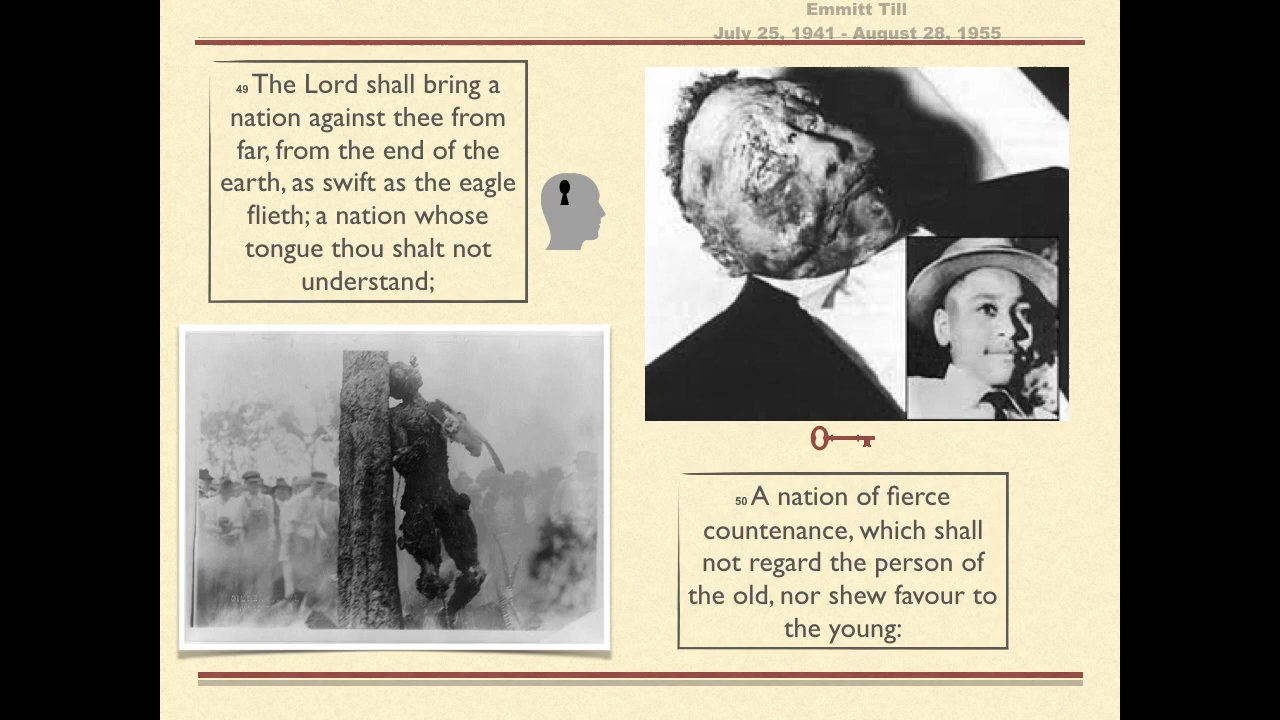 Emmitt Till
July 25, 1941 - August 28, 1955
49 The Lord shall bring a
nation against thee from
far, from the end of the
earth, as swift as the eagle
flieth; a nation whose
tongue thou shalt not
understand;
50 A nation of fierce
countenance, which shall
not regard the person of
the old, nor shew favour to
the young: